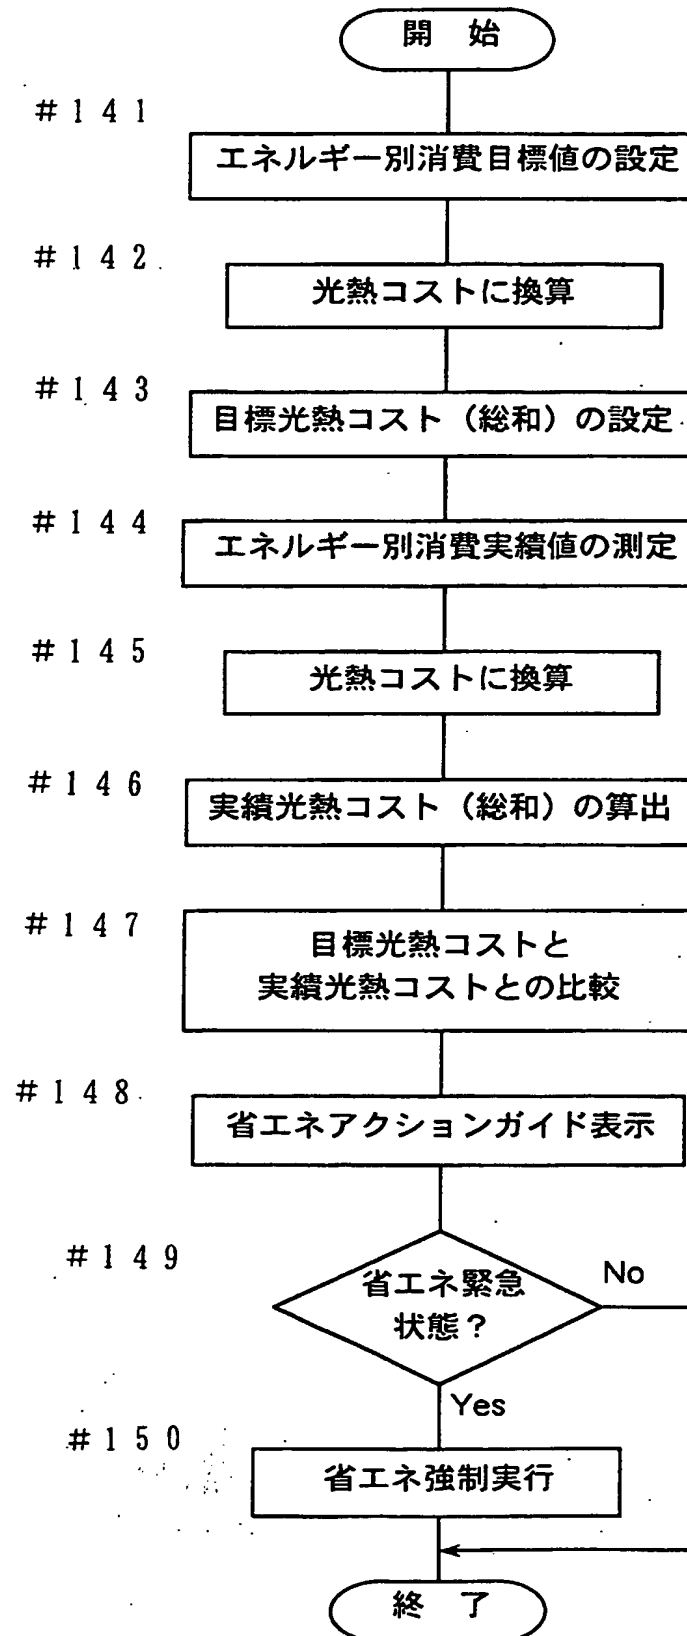 開 始
#141
エネルギー別消費目標値の設定
#142
光熱コストに換算
#143
目標光熱コスト（総和）の設定
#144
エネルギー別消費実績値の測定
#145
光熱コストに換算
#146
実績光熱コスト（総和）の算出
#147
目標光熱コストと
実績光熱コストとの比較
#148
省エネアクションガイド表示
#149
省エネ緊急
状態？
No
Yes
#150
省エネ強制実行
終 了